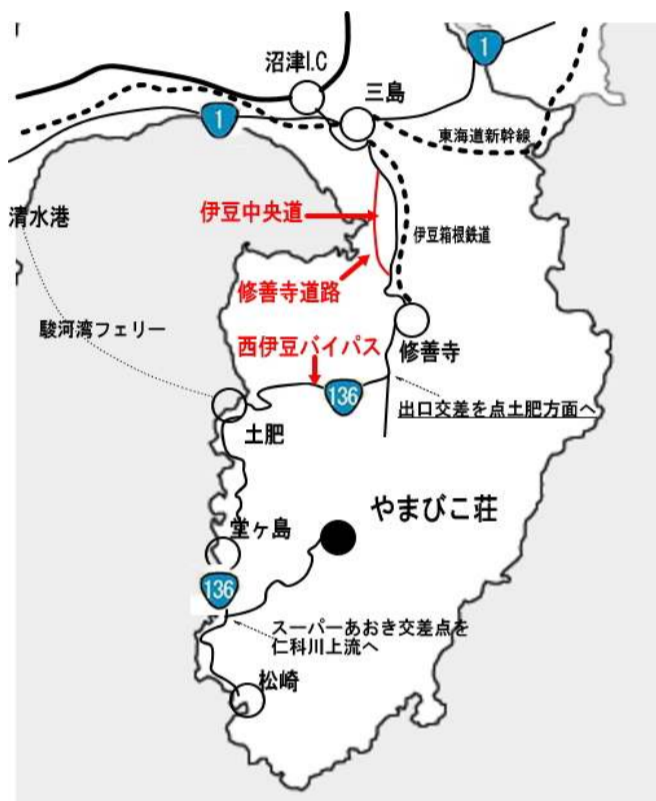 1
沼津I.C
三島
1
東海道新幹線
清水港
伊豆中央道
伊豆箱根鉄道
修善寺道路
駿河湾フェリー
西伊豆バイパス
修善寺
136
出口交差を点土肥方面へ
土肥
やまびこ荘
堂ヶ島
136
スーパーあおき交差点を
仁科川上流へ
松崎